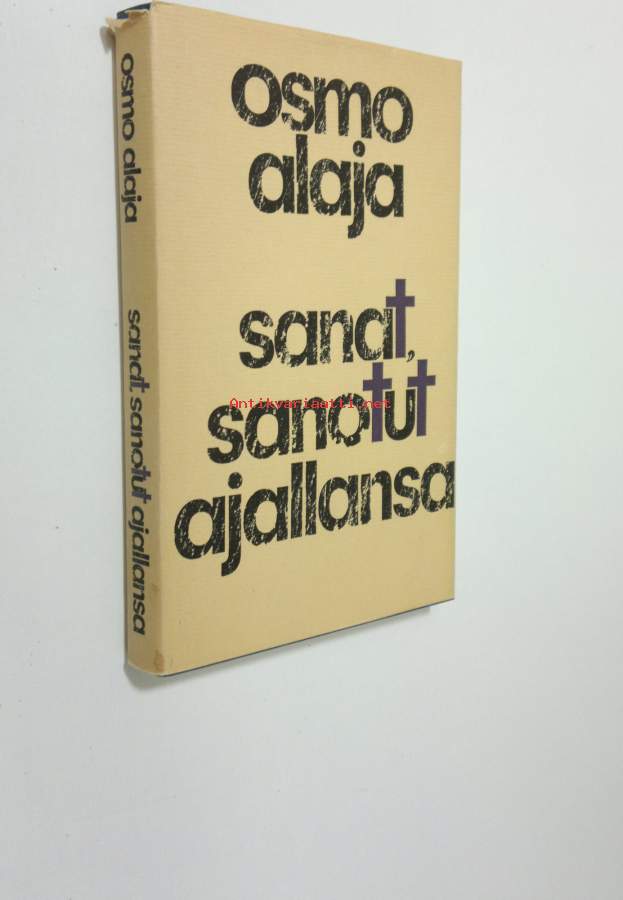 osmo
alaja
sanat,
sanotut
ajallansa
osmo alaja
sanat, sanotut ajallansa
Antikvariaatti.net